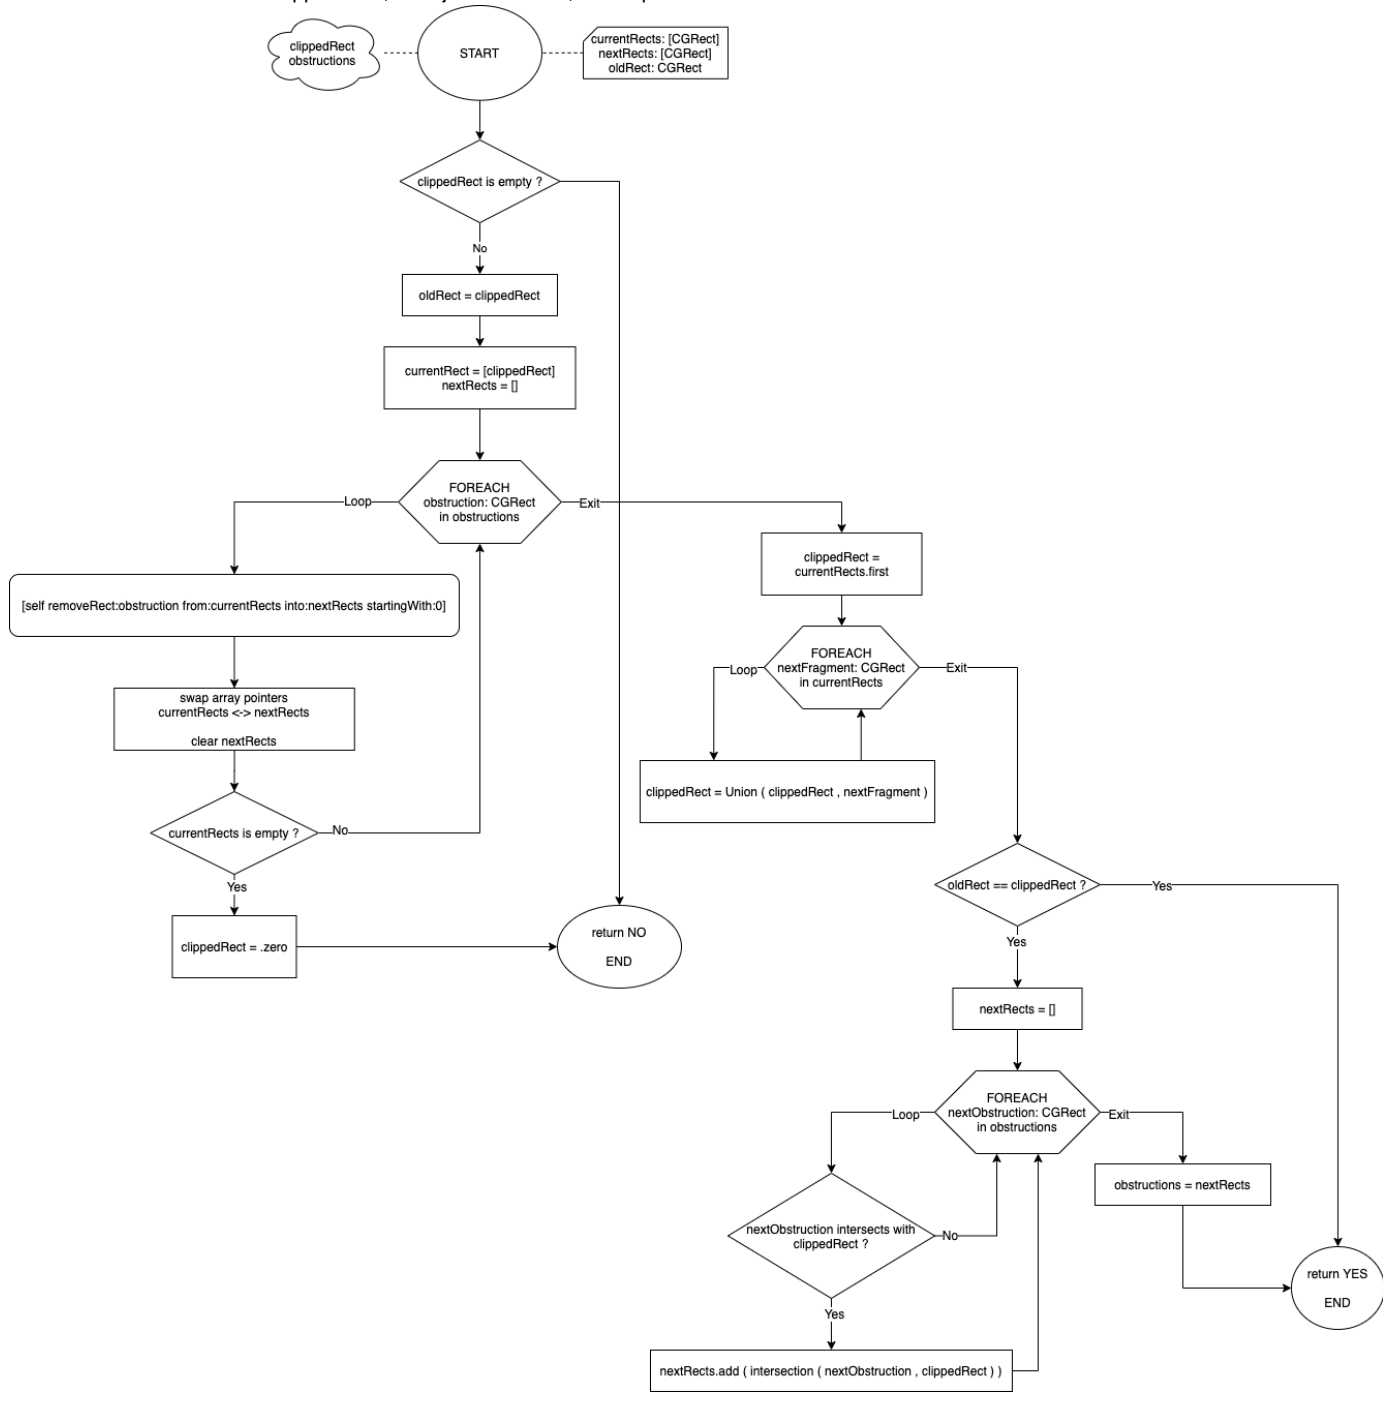 clippedRect
obstructions
START
currentRects: [CGRect]
nextRects: [CGRect]
oldRect: CGRect
clippedRect is empty ?
No
oldRect = clippedRect
currentRect = [clippedRect]
nextRects = []
FOREACH
obstruction: CGRect
in obstructions
Loop
Exit
[self removeRect:obstruction from:currentRects into:nextRects startingWith:0]
swap array pointers
currentRects <-> nextRects
clear nextRects
currentRects is empty ?
No
Yes
clippedRect = .zero
return NO
END
clippedRect =
currentRects.first
FOREACH
nextFragment: CGRect
in currentRects
Loop
Exit
clippedRect = Union ( clippedRect , nextFragment )
oldRect == clippedRect ?
Yes
Yes
nextRects = []
FOREACH
nextObstruction: CGRect
in obstructions
Loop
Exit
obstructions = nextRects
nextObstruction intersects with
clippedRect ?
No
Yes
nextRects.add ( intersection ( nextObstruction , clippedRect ) )
return YES
END